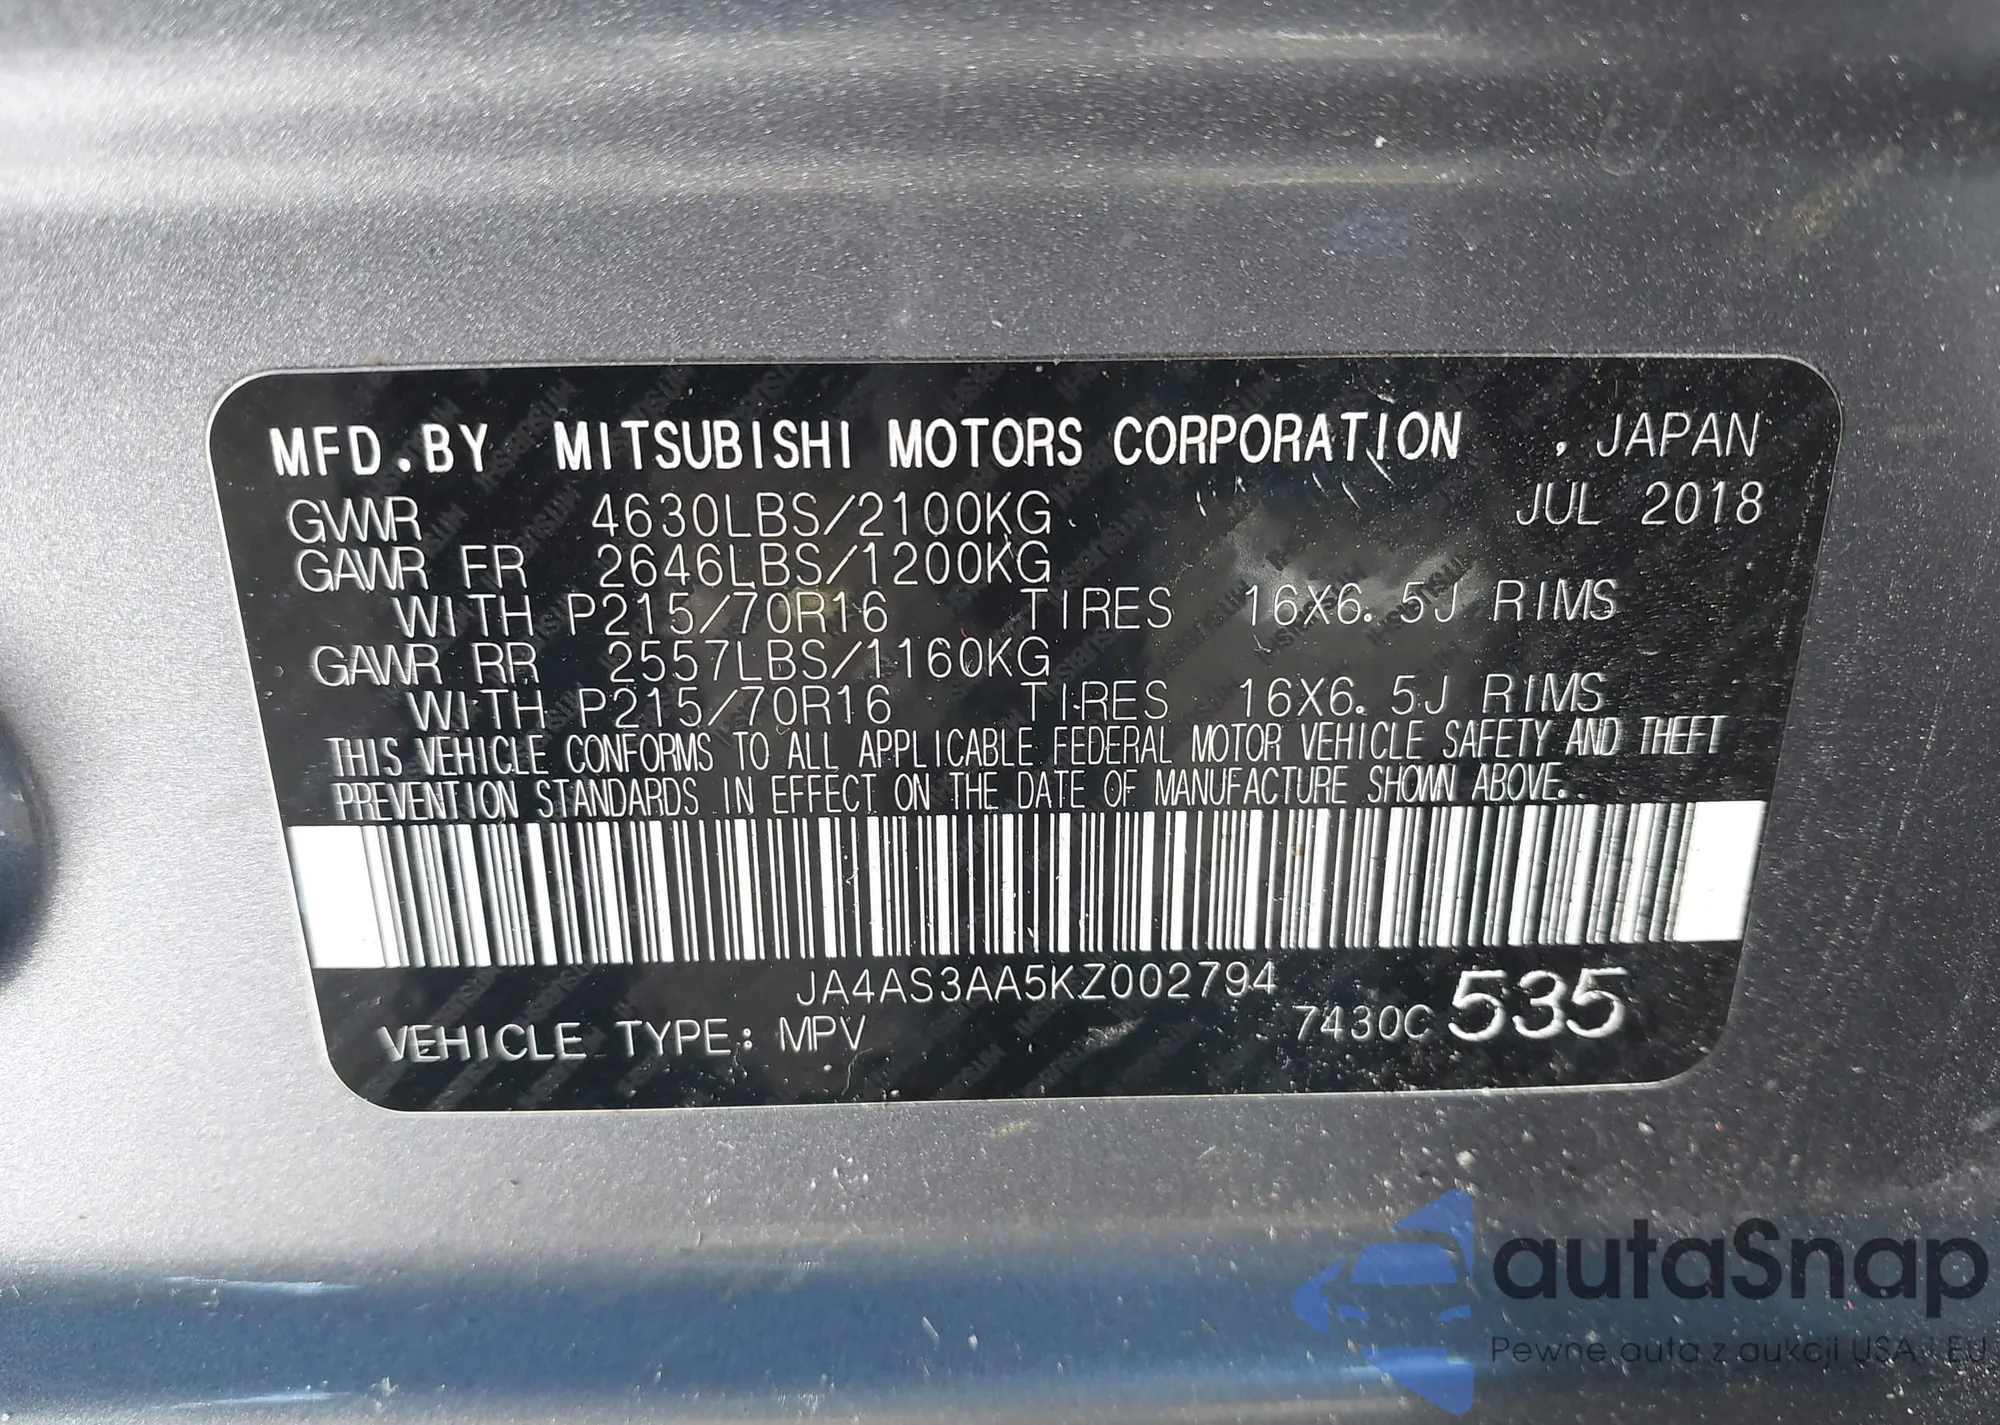 MFD.BY MITSUBISHI MOTORS CORPORATION , JAPAN
GVWR 4630LBS/2100KG JUL 2018
GAWR FR 2646LBS/1200KG
WITH P215/70R16 TIRES 16X6.5J RIMS
GAWR RR 2557LBS/1160KG
WITH P215/70R16 TIRES 16X6.5J RIMS
THIS VEHICLE CONFORMS TO ALL APPLICABLE FEDERAL MOTOR VEHICLE SAFETY AND THEFT
PREVENTION STANDARDS IN EFFECT ON THE DATE OF MANUFACTURE SHOWN ABOVE.
JA4AS3AA5KZ002794
VEHICLE TYPE: MPV 7430C 535
autaSnap
Pewne auta z aukcji USA i EU